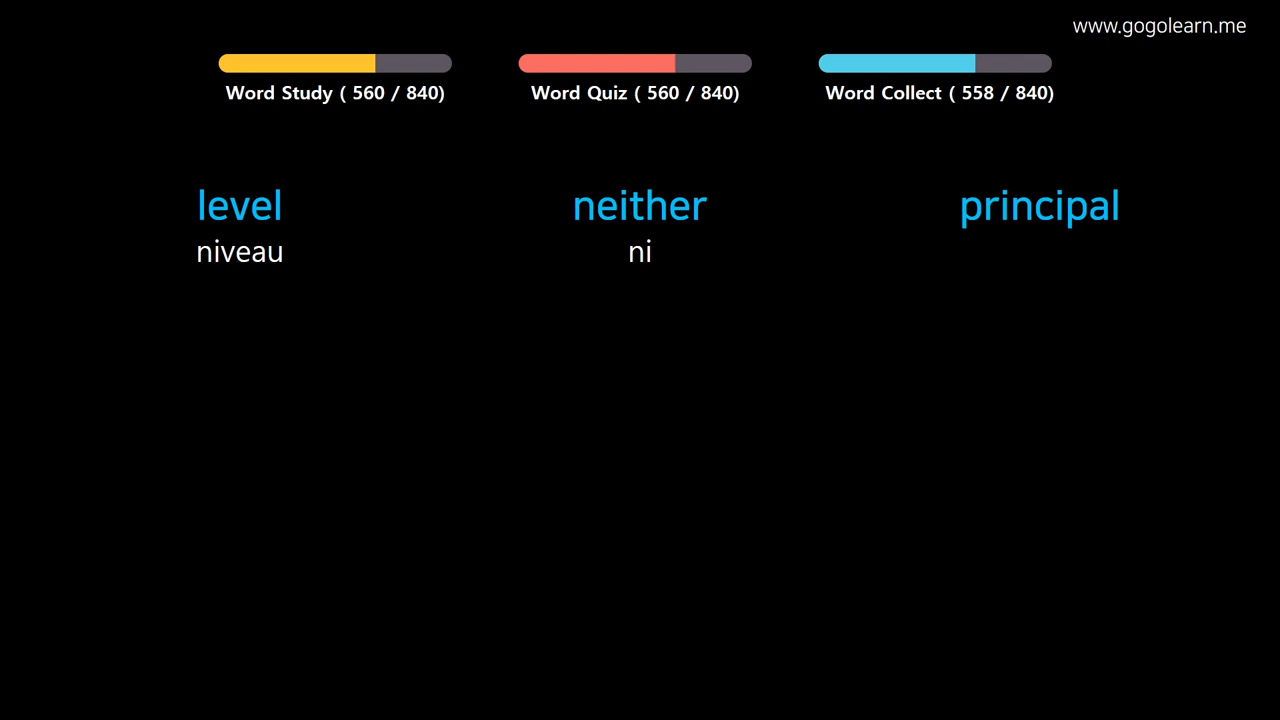 www.gogolearn.me
Word Study ( 560 / 840)
Word Quiz ( 560 / 840)
Word Collect ( 558 / 840)
level
neither
principal
niveau
ni